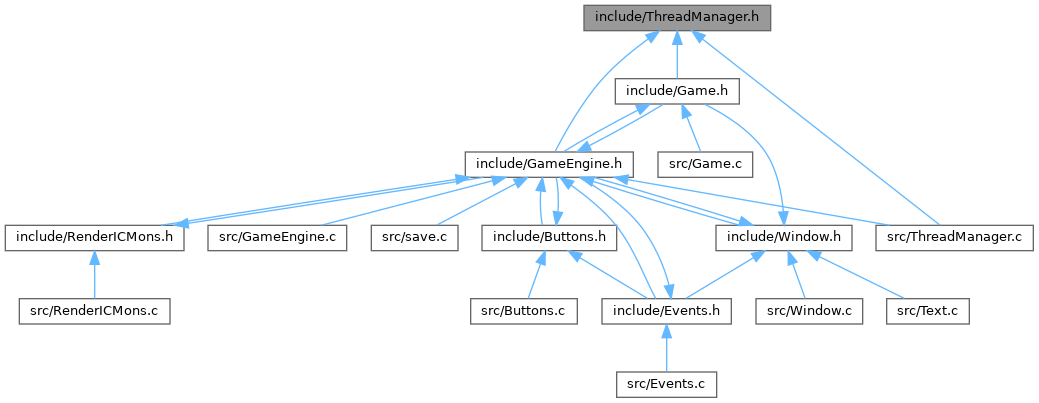 include/ThreadManager.h
include/Game.h
include/GameEngine.h
src/Game.c
include/RenderICMons.h
src/GameEngine.c
src/save.c
include/Buttons.h
include/Window.h
src/ThreadManager.c
src/RenderICMons.c
src/Buttons.c
include/Events.h
src/Window.c
src/Text.c
src/Events.c